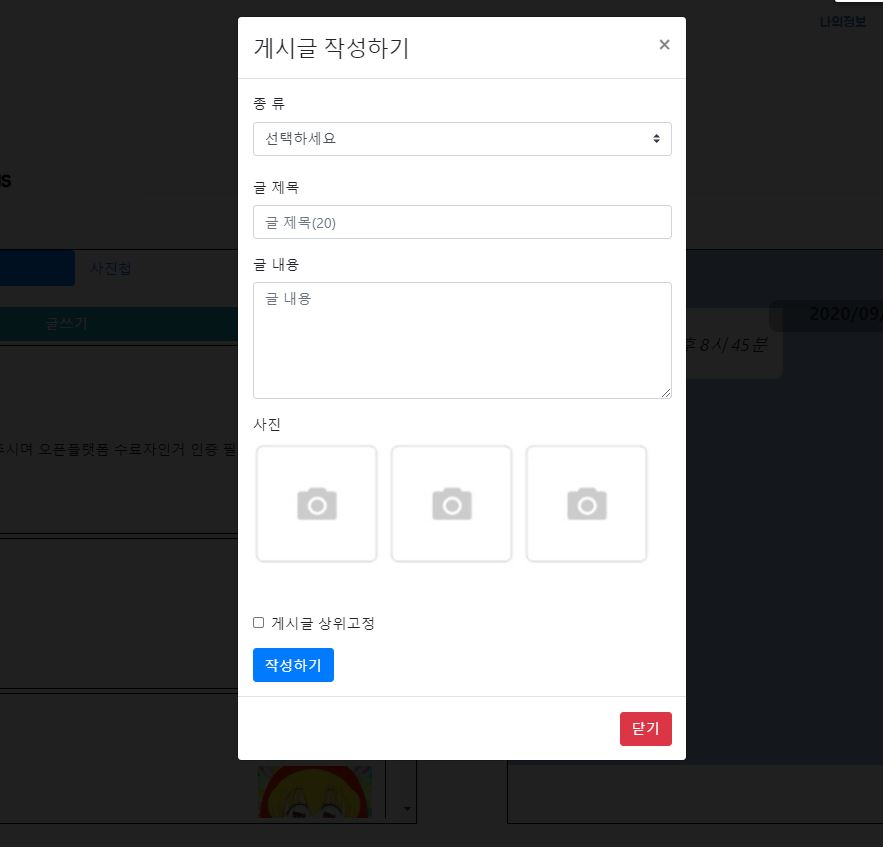 나의정보
게시글 작성하기
×
종 류
선택하세요
글 제목
글 제목(20)
글 내용
글 내용
사진
게시글 상위고정
작성하기
닫기
사진첩
글쓰기
2020/09/
후 8시 45분
주시며 오픈플랫폼 수료자인거 인증 필